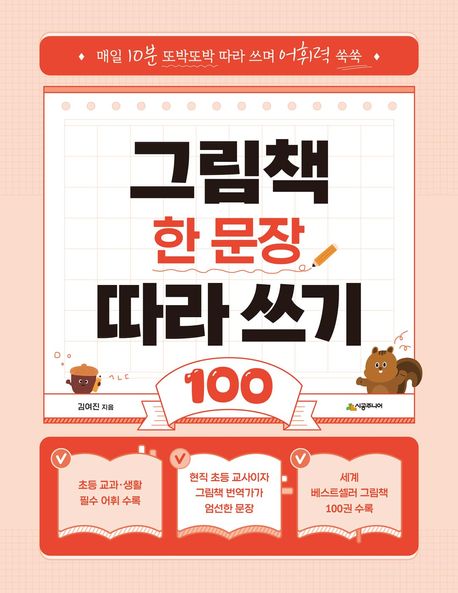 매일 10분 또박또박 따라 쓰며 어휘력 쑥쑥
그림책
한 문장
따라 쓰기
100
ㄱㄴㄷ
김여진 지음
시공주니어
초등 교과·생활
필수 어휘 수록
현직 초등 교사이자
그림책 번역가가
엄선한 문장
세계
베스트셀러 그림책
100권 수록